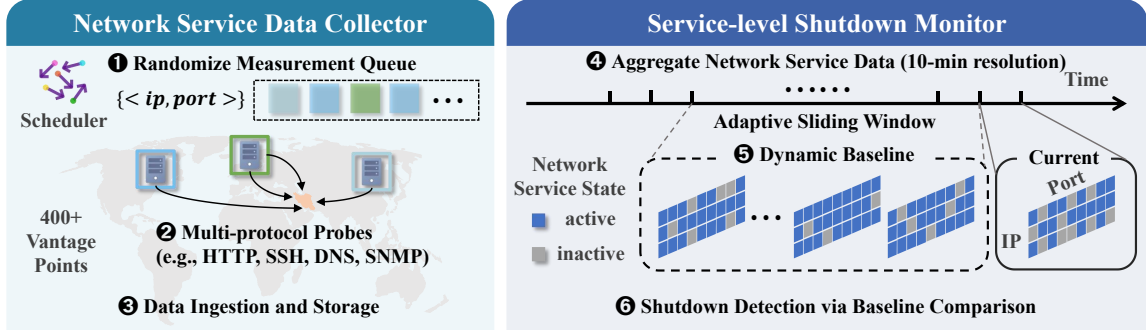 Network Service Data Collector
❶ Randomize Measurement Queue
{< ip, port >}
Scheduler
400+
Vantage
Points
❷ Multi-protocol Probes
(e.g., HTTP, SSH, DNS, SNMP)
❸ Data Ingestion and Storage
Service-level Shutdown Monitor
❹ Aggregate Network Service Data (10-min resolution)
Time
Adaptive Sliding Window
❺ Dynamic Baseline
Network
Service State
active
inactive
Current
Port
IP
❻ Shutdown Detection via Baseline Comparison